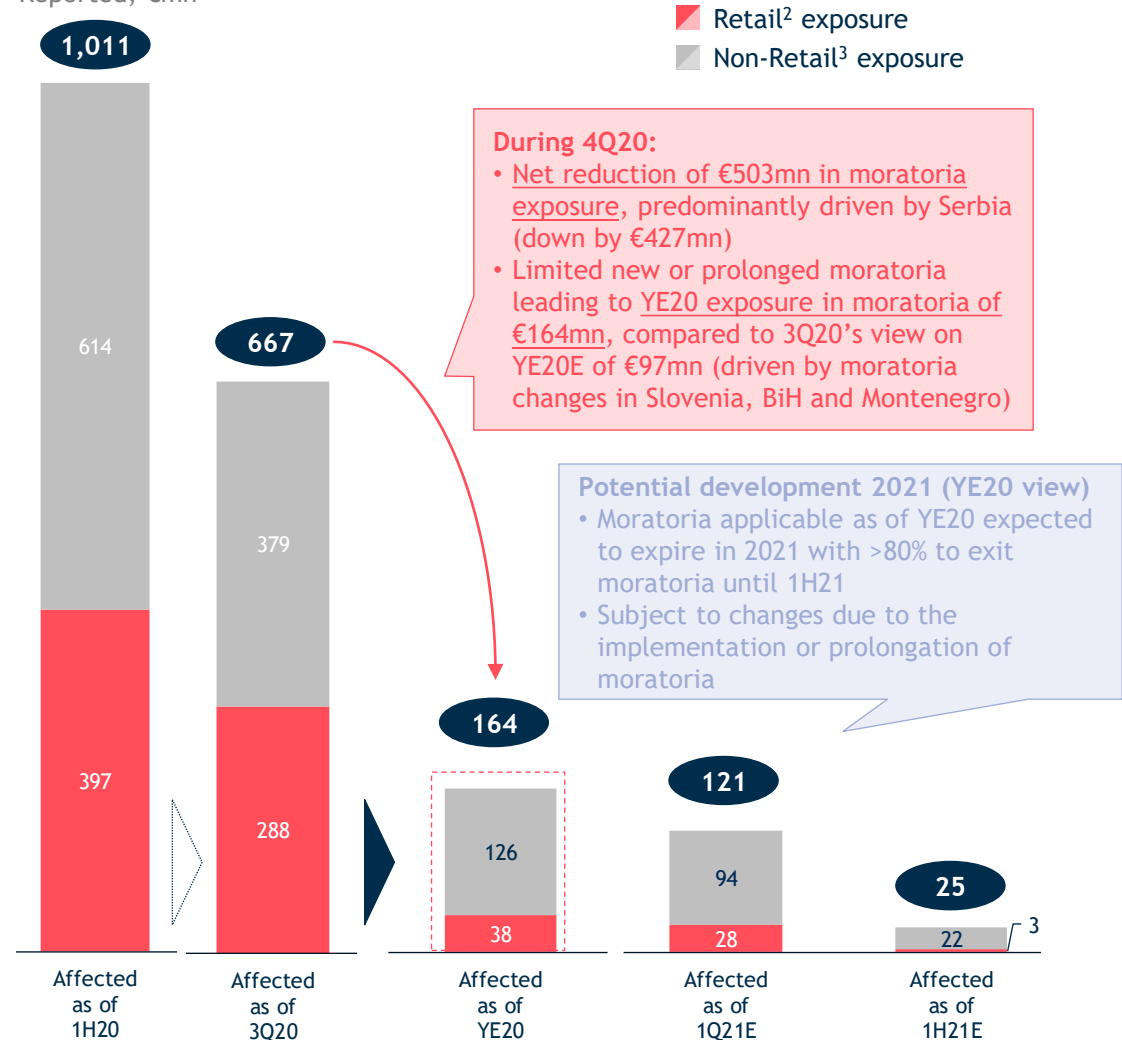 Reported, €mn
Retail² exposure
Non-Retail³ exposure
1,011
614
397
667
379
288
During 4Q20:
• Net reduction of €503mn in moratoria
exposure, predominantly driven by Serbia
(down by €427mn)
• Limited new or prolonged moratoria
leading to YE20 exposure in moratoria of
€164mn, compared to 3Q20’s view on
YE20E of €97mn (driven by moratoria
changes in Slovenia, BiH and Montenegro)
Potential development 2021 (YE20 view)
• Moratoria applicable as of YE20 expected
to expire in 2021 with >80% to exit
moratoria until 1H21
• Subject to changes due to the
implementation or prolongation of
moratoria
164
126
38
121
94
28
25
22
3
Affected
as of
1H20
Affected
as of
3Q20
Affected
as of
YE20
Affected
as of
1Q21E
Affected
as of
1H21E